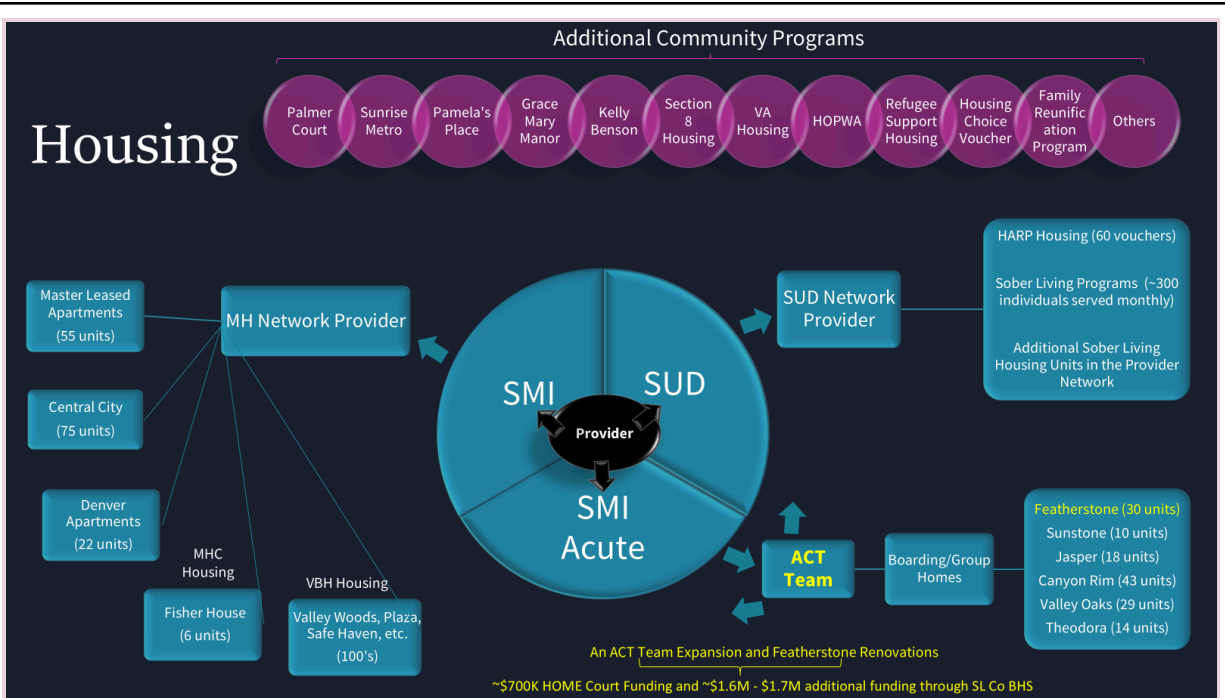 Additional Community Programs
Housing
Palmer
Court
Sunrise
Metro
Pamela's
Place
Grace
Mary
Manor
Kelly
Benson
Section
8
Housing
VA
Housing
HOPWA
Refugee
Support
Housing
Housing
Choice
Voucher
Family
Reunific
ation
Program
Others
Master Leased
Apartments
(55 units)
MH Network Provider
Central City
(75 units)
Denver
Apartments
(22 units)
MHC
Housing
Fisher House
(6 units)
VBH Housing
Valley Woods, Plaza,
Safe Haven, etc.
(100's)
SMI
SUD
Provider
SMI
Acute
SUD Network
Provider
HARP Housing (60 vouchers)
Sober Living Programs (~300
individuals served monthly)
Additional Sober Living
Housing Units in the Provider
Network
ACT
Team
Boarding/Group
Homes
Featherstone (30 units)
Sunstone (10 units)
Jasper (18 units)
Canyon Rim (43 units)
Valley Oaks (29 units)
Theodora (14 units)
An ACT Team Expansion and Featherstone Renovations
~$700K HOME Court Funding and ~$1.6M - $1.7M additional funding through SL Co BHS